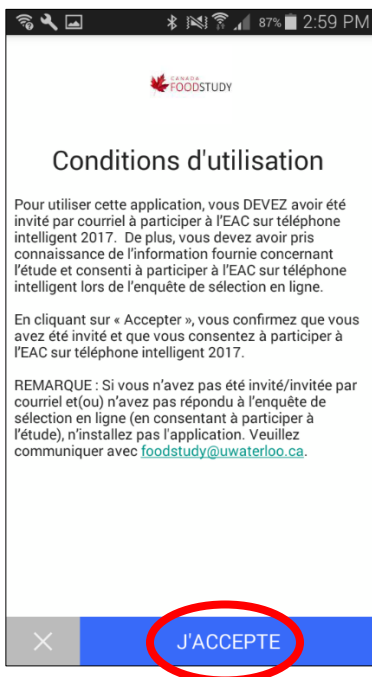 87% 2:59 PM
CANADA
FOODSTUDY
Conditions d'utilisation
Pour utiliser cette application, vous DEVEZ avoir été
invité par courriel à participer à l'EAC sur téléphone
intelligent 2017. De plus, vous devez avoir pris
connaissance de l'information fournie concernant
l'étude et consenti à participer à l'EAC sur téléphone
intelligent lors de l'enquête de sélection en ligne.
En cliquant sur « Accepter », vous confirmez que vous
avez été invité et que vous consentez à participer à
l'EAC sur téléphone intelligent 2017.
REMARQUE : Si vous n'avez pas été invité/invitée par
courriel et(ou) n'avez pas répondu à l'enquête de
sélection en ligne (en consentant à participer à
l'étude), n'installez pas l'application. Veuillez
communiquer avec foodstudy@uwaterloo.ca.
J'ACCEPTE